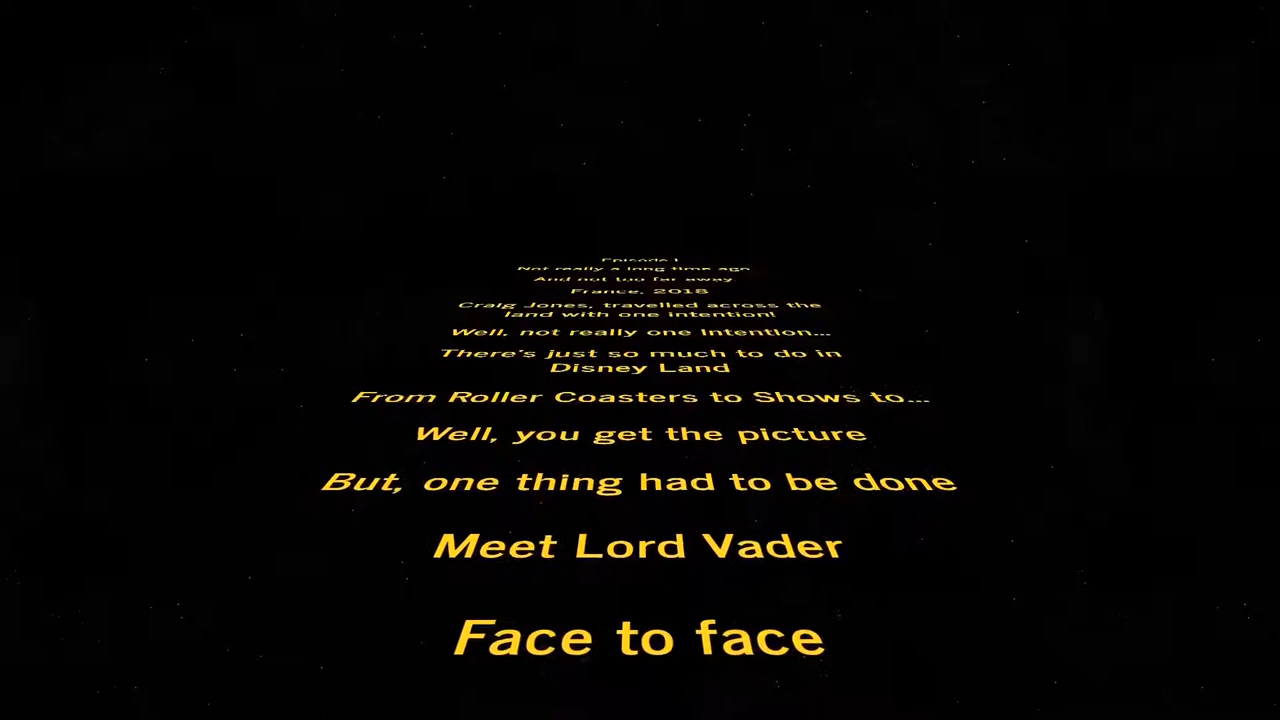 Episode I
Not really a long time ago
And not too far away
France, 2018
Craig Jones, travelled across the
land with one intention!
Well, not really one intention...
There's just so much to do in
Disney Land
From Roller Coasters to Shows to...
Well, you get the picture
But, one thing had to be done
Meet Lord Vader
Face to face